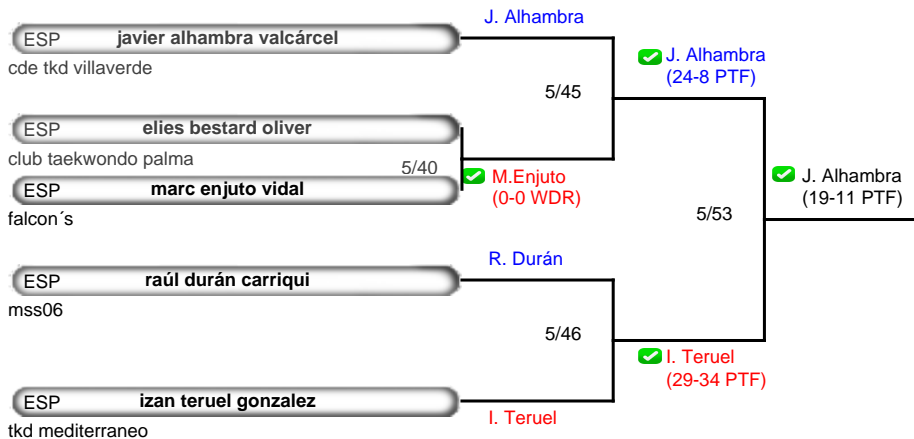 J. Alhambra
ESP javier alhambra valcárcel
cde tkd villaverde
J. Alhambra
(24-8 PTF)
5/45
ESP elies bestard oliver
club taekwondo palma
5/40
M.Enjuto
(0-0 WDR)
ESP marc enjuto vidal
falcon´s
J. Alhambra
(19-11 PTF)
5/53
R. Durán
ESP raúl durán carriqui
mss06
5/46
I. Teruel
(29-34 PTF)
ESP izan teruel gonzalez
I. Teruel
tkd mediterraneo